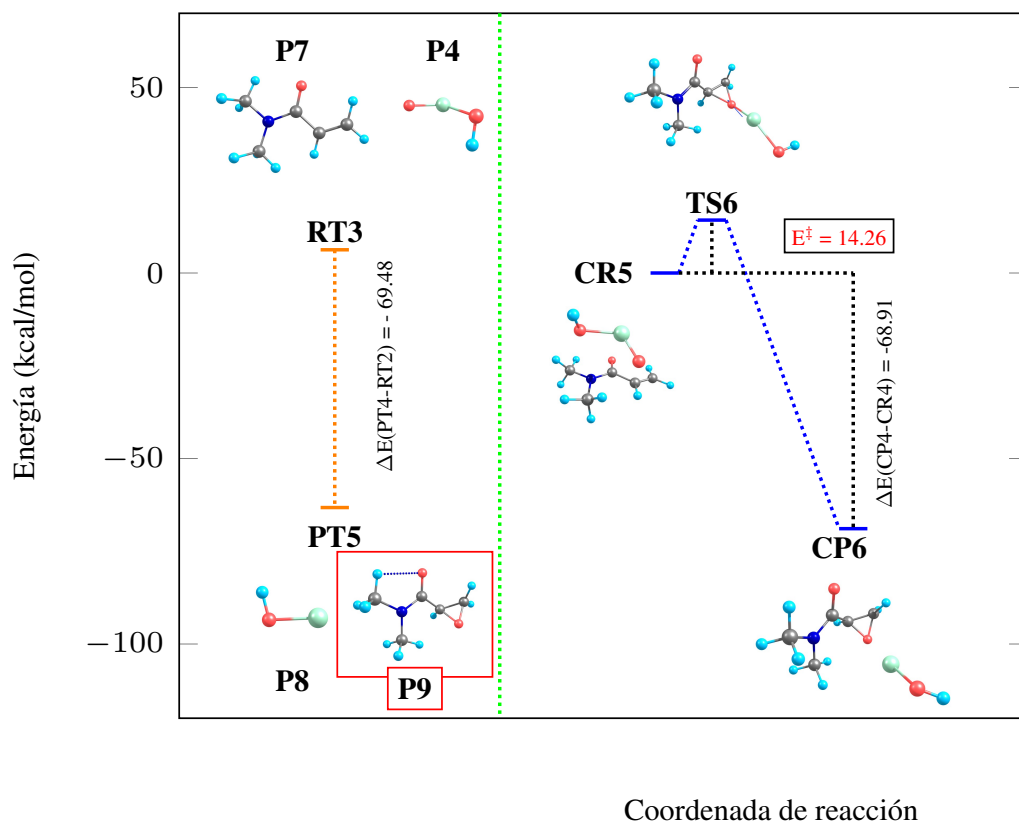 P7
P4
50
RT3
TS6
E‡ = 14.26
0
CR5
Energía (kcal/mol)
ΔE(PT4-RT2) = - 69.48
ΔE(CP4-CR4) = -68.91
−50
PT5
CP6
−100
P8
P9
Coordenada de reacción